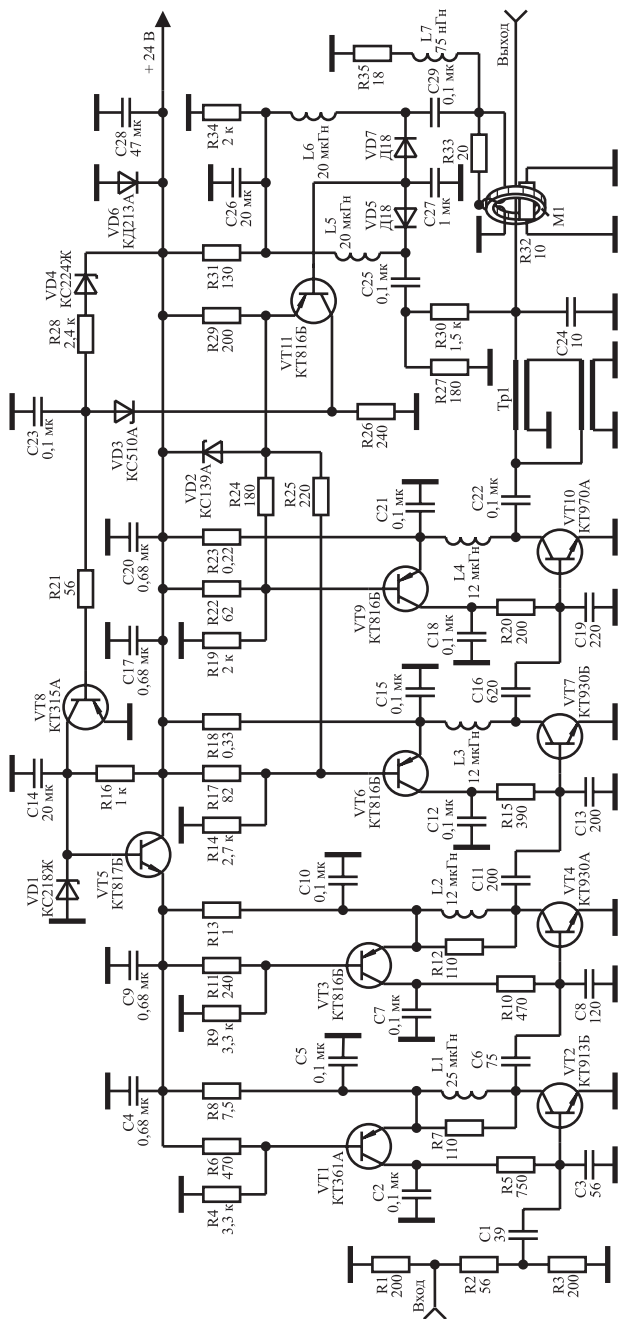 VD1
КС218Ж
C14
20 мк
R16
1 к
VT5
КТ817Б
VT8
КТ315А
R21
56
C23
0,1 мк
VD3
КС510А
R28
2,4 к
VD4
КС224Ж
VD6
КД213А
C28
47 мк
+ 24 В
C4
0,68 мк
C9
0,68 мк
C17
0,68 мк
C20
0,68 мк
VD2
КС139А
R4
3,3 к
R6
470
R8
7,5
R9
3,3 к
R11
240
R13
1
R14
2,7 к
R17
82
R18
0,33
R19
2 к
R22
62
R23
0,22
R24
180
R25
220
R29
200
R31
130
C26
20 мк
R34
2 к
VT11
КТ816Б
R26
240
L5
20 мкГн
L6
20 мкГн
R35
18
L7
75 нГн
C5
0,1 мк
C10
0,1 мк
VT1
КТ361А
VT3
КТ816Б
VT6
КТ816Б
C15
0,1 мк
VT9
КТ816Б
C21
0,1 мк
C25
0,1 мк
VD5
Д18
VD7
Д18
C27
1 мк
C29
0,1 мк
R33
20
C2
0,1 мк
R7
110
L1
25 мкГн
C7
0,1 мк
R12
110
L2
12 мкГн
C12
0,1 мк
L3
12 мкГн
C18
0,1 мк
L4
12 мкГн
C22
0,1 мк
R27
180
R30
1,5 к
R32
10
М1
Выход
R1
200
Вход
R2
56
R3
200
C1
39
R5
750
C3
56
C6
75
VT2
КТ913Б
R10
470
C8
120
C11
200
VT4
КТ930А
R15
390
C13
200
C16
620
VT7
КТ930Б
R20
200
C19
220
VT10
КТ970А
Тр1
C24
10